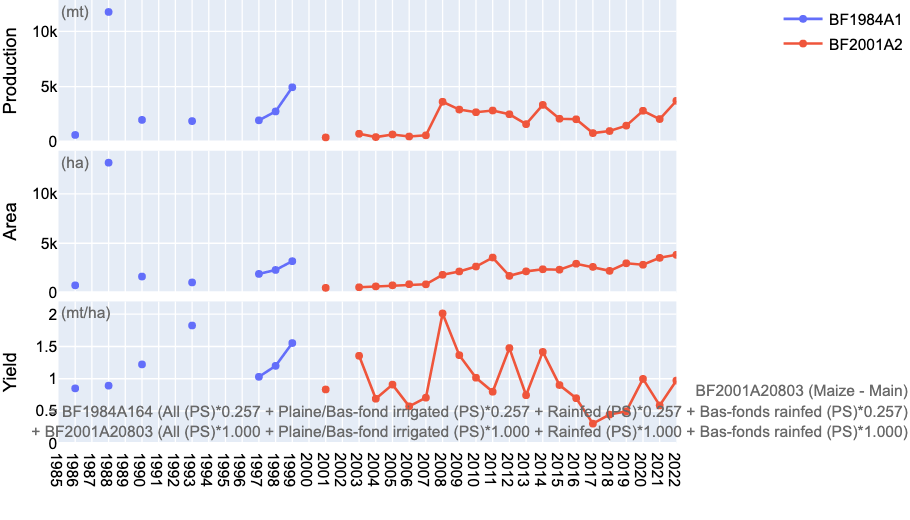 (mt)
Production
10k
5k
0
BF1984A1
BF2001A2
(ha)
Area
10k
5k
0
(mt/ha)
Yield
2
1.5
1
0.5
0
BF2001A20803 (Maize - Main)
= BF1984A164 (All (PS)*0.257 + Plaine/Bas-fond irrigated (PS)*0.257 + Rainfed (PS)*0.257 + Bas-fonds rainfed (PS)*0.257)
+ BF2001A20803 (All (PS)*1.000 + Plaine/Bas-fond irrigated (PS)*1.000 + Rainfed (PS)*1.000 + Bas-fonds rainfed (PS)*1.000)
1985 1986 1987 1988 1989 1990 1991 1992 1993 1994 1995 1996 1997 1998 1999 2000 2001 2002 2003 2004 2005 2006 2007 2008 2009 2010 2011 2012 2013 2014 2015 2016 2017 2018 2019 2020 2021 2022